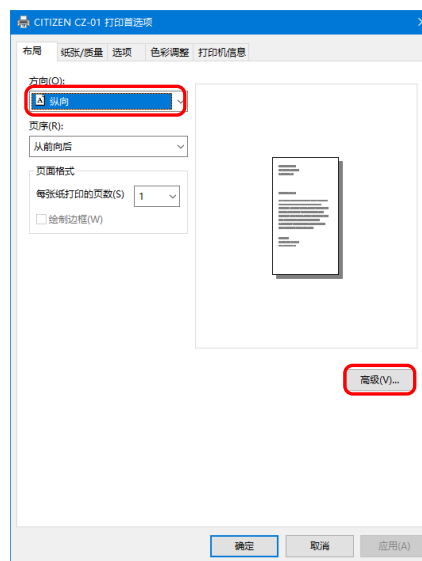 CITIZEN CZ-01 打印首选项
布局 纸张/质量 选项 色彩调整 打印机信息
方向(O):
纵向
页序(R):
从前向后
页面格式
每张纸打印的页数(S) 1
绘制边框(W)
高级(V)...
确定 取消 应用(A)